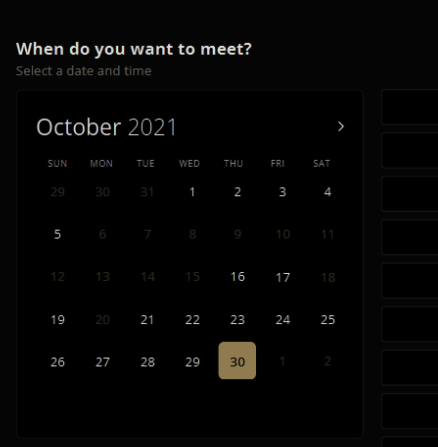 When do you want to meet?
Select a date and time
October 2021 >
SUN MON TUE WED THU FRI SAT
29 30 31 1 2 3 4
5 6 7 8 9 10 11
12 13 14 15 16 17 18
19 20 21 22 23 24 25
26 27 28 29 30 1 2